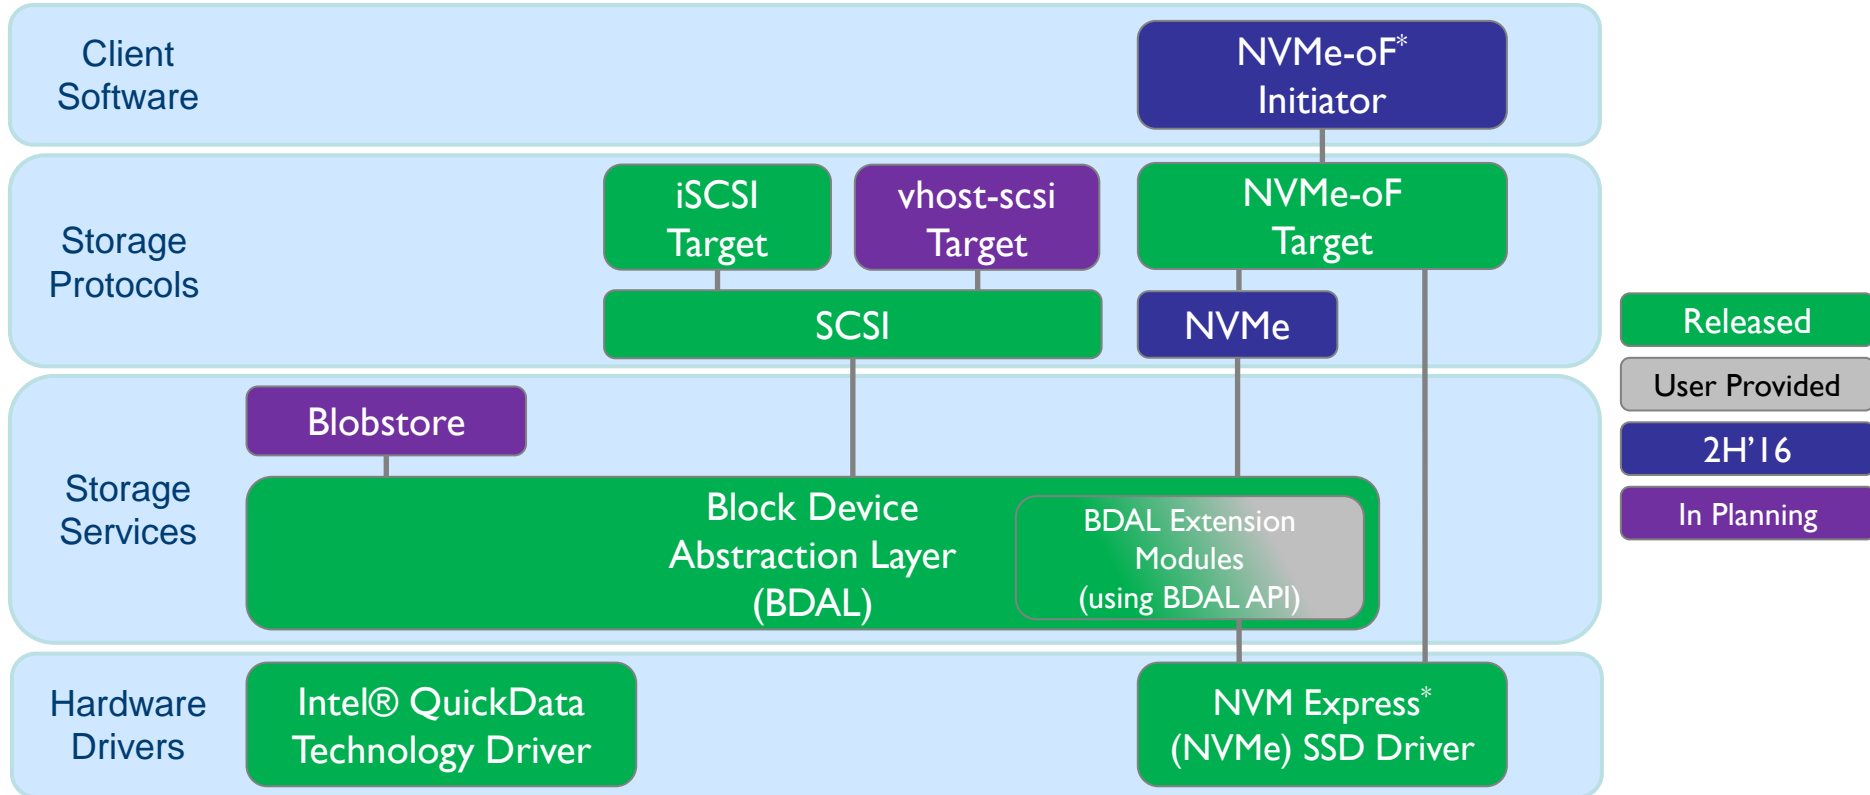 Client
Software
NVMe-oF*
Initiator
Storage
Protocols
iSCSI
Target
vhost-scsi
Target
NVMe-oF
Target
SCSI
NVMe
Storage
Services
Blobstore
Block Device
Abstraction Layer
(BDAL)
BDAL Extension
Modules
(using BDAL API)
Hardware
Drivers
Intel® QuickData
Technology Driver
NVM Express*
(NVMe) SSD Driver
Released
User Provided
2H'16
In Planning